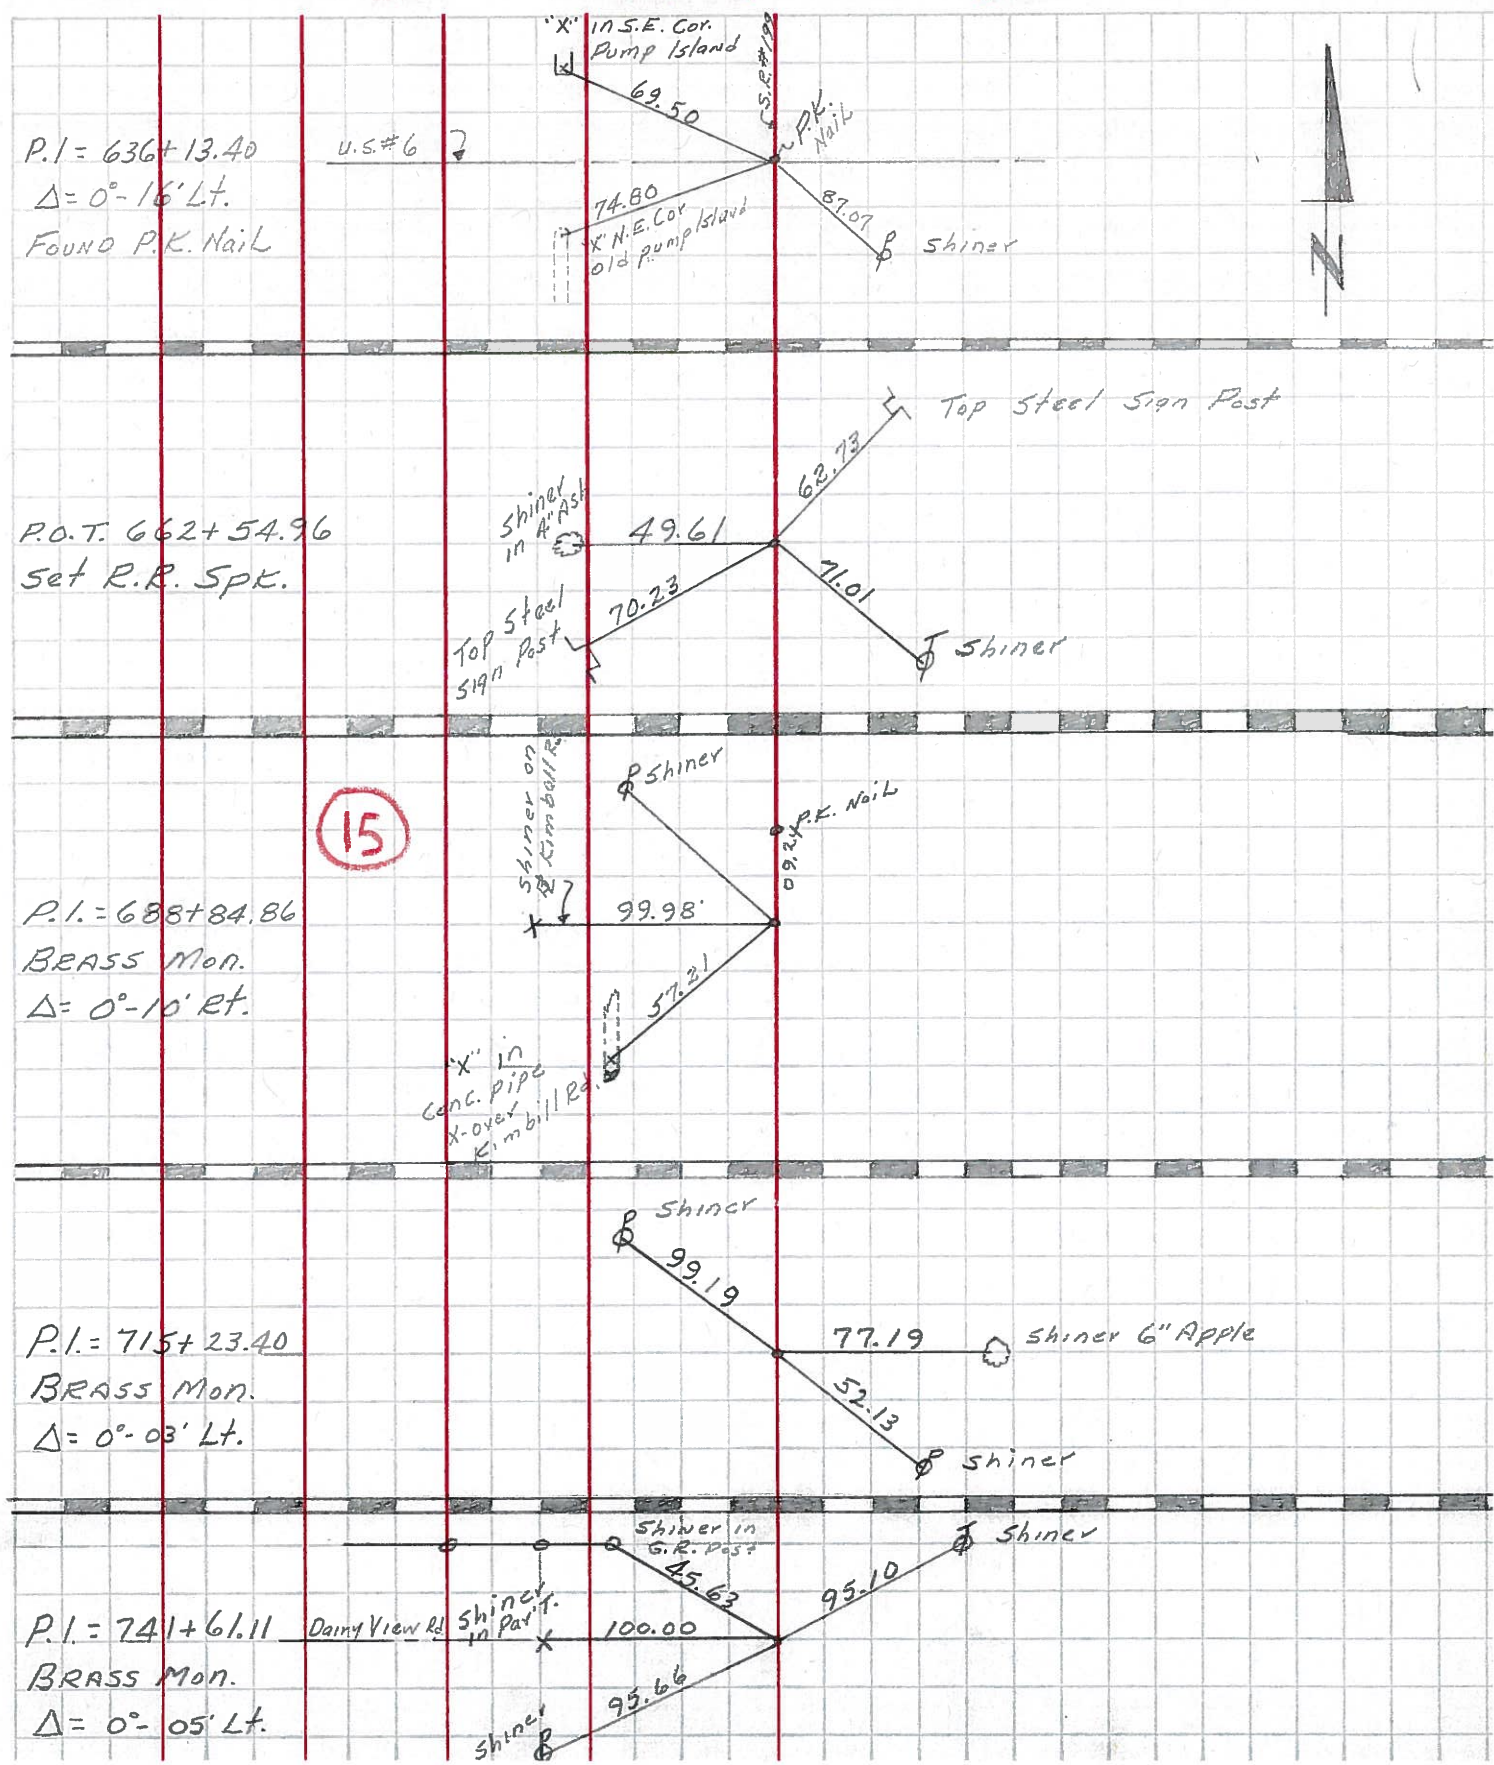 "X" in S.E. Cor.
Pump Island
S.R. #199
69.50
P.K.
Nail
P.I = 636+13.40
U.S.#6
Δ = 0°-16' Lt.
Found P.K. Nail
74.80
"X" N.E. Cor
old pump Island
87.07
Shiner
N
Top Steel Sign Post
62.73
Shiner
in 4" Ash
49.61
P.O.T. 662+54.96
Set R.R. Spk.
70.23
71.01
Top Steel
Sign Post
Shiner
Shiner on
Kimball Rd.
Shiner
P.K. Nail
15
P.I. = 688+84.86
99.98'
Brass Mon.
Δ = 0°-10' Rt.
57.21
"X" in
Conc. pipe
X-over
Kimball Rd.
Shiner
99.19
P.I. = 715+23.40
77.19
Shiner 6" Apple
Brass Mon.
Δ = 0°-03' Lt.
52.13
Shiner
Shiner in
G.R. Post
Shiner
45.63
95.10
P.I. = 741+61.11
Dairy View Rd
Shiner
in Pav'T.
100.00
Brass Mon.
Δ = 0°-05' Lt.
95.66
Shiner